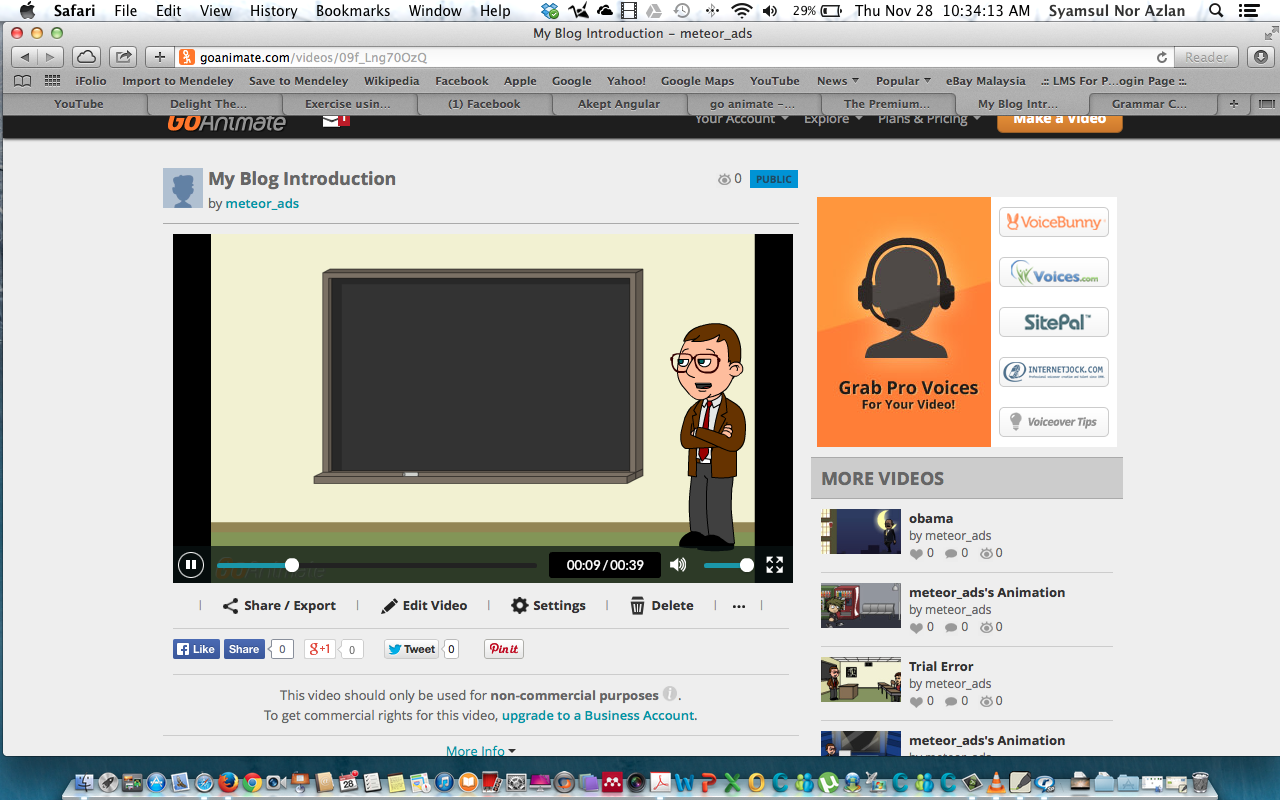 Safari File Edit View History Bookmarks Window Help 29% Thu Nov 28 10:34:13 AM Syamsul Nor Azlan
My Blog Introduction – meteor_ads
goanimate.com/videos/09f_Lng70OzQ Reader
iFolio Import to Mendeley Save to Mendeley Wikipedia Facebook Apple Google Yahoo! Google Maps YouTube News Popular eBay Malaysia .:: LMS For P...ogin Page ::.
YouTube Delight The... Exercise usin... (1) Facebook Akept Angular go animate –... The Premium... My Blog Intr... Grammar C...
GOAnimate 1 Your Account Explore Plans & Pricing Make a Video
My Blog Introduction
0 PUBLIC
by meteor_ads
00:09 / 00:39
GoAnimate
Share / Export Edit Video Settings Delete ...
Like Share 0 g+1 0 Tweet 0 Pin it
This video should only be used for non-commercial purposes i .
To get commercial rights for this video, upgrade to a Business Account.
More Info
Grab Pro Voices
For Your Video!
VoiceBunny
Voices.com
SitePal™
INTERNETJOCK.COM
Voiceover Tips
MORE VIDEOS
obama
by meteor_ads
0 0 0
meteor_ads's Animation
by meteor_ads
0 0 0
Trial Error
by meteor_ads
0 0 0
meteor_ads's Animation
by meteor_ads